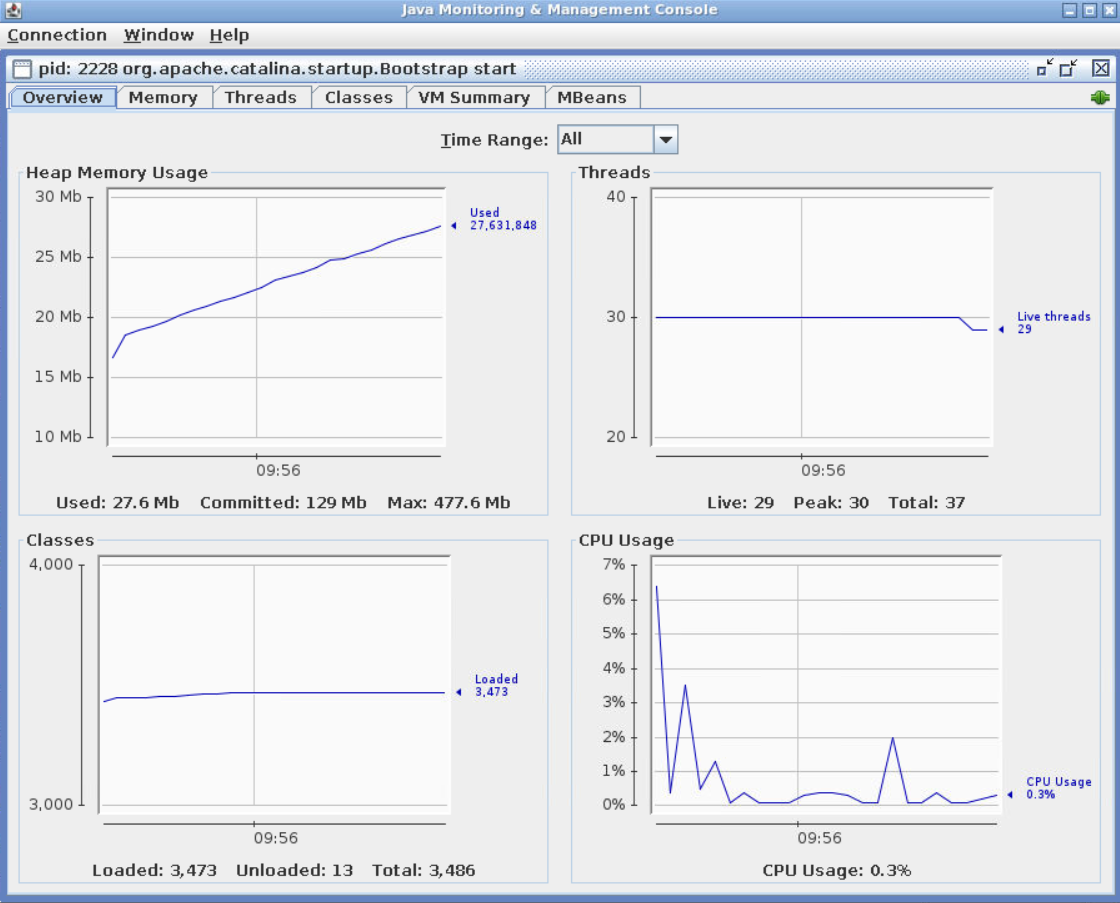 Java Monitoring & Management Console
Connection Window Help
pid: 2228 org.apache.catalina.startup.Bootstrap start
Overview Memory Threads Classes VM Summary MBeans
Time Range: All
Heap Memory Usage
30 Mb
25 Mb
20 Mb
15 Mb
10 Mb
Used
27,631,848
09:56
Used: 27.6 Mb Committed: 129 Mb Max: 477.6 Mb
Threads
40
30
20
Live threads
29
09:56
Live: 29 Peak: 30 Total: 37
Classes
4,000
3,000
Loaded
3,473
09:56
Loaded: 3,473 Unloaded: 13 Total: 3,486
CPU Usage
7%
6%
5%
4%
3%
2%
1%
0%
CPU Usage
0.3%
09:56
CPU Usage: 0.3%